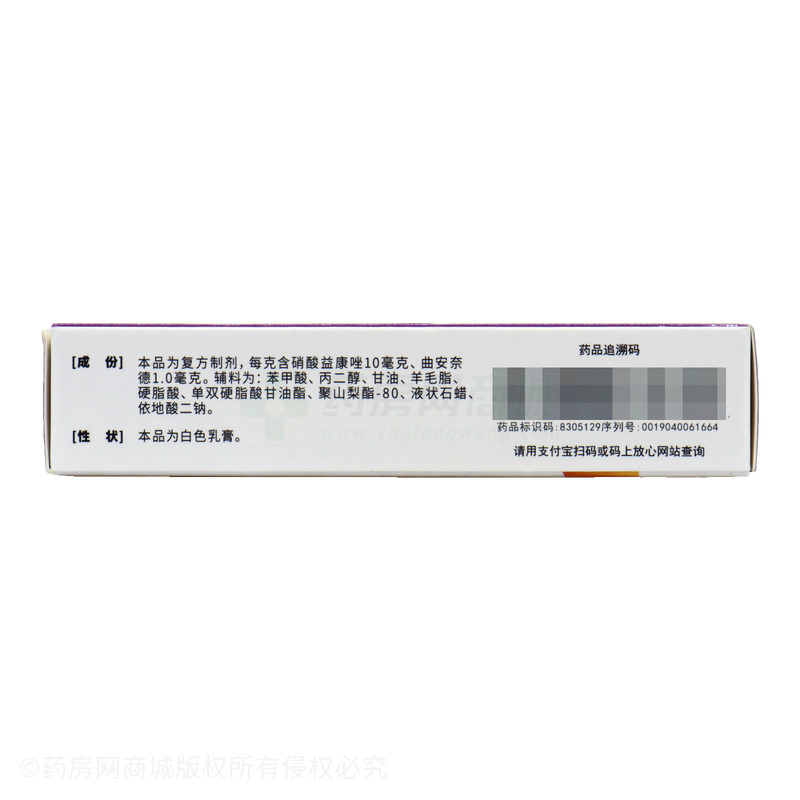 [成 份] 本品为复方制剂，每克含硝酸益康唑10毫克、曲安奈
德1.0毫克。辅料为：苯甲酸、丙二醇、甘油、羊毛脂、
硬脂酸、单双硬脂酸甘油酯、聚山梨酯-80、液状石蜡、
依地酸二钠。
[性 状] 本品为白色乳膏。
药品追溯码
药品标识码：8305129序列号：0019040061664
请用支付宝扫码或码上放心网站查询
药房网商城
www.yaofangwang.com
©药房网商城版权所有侵权必究